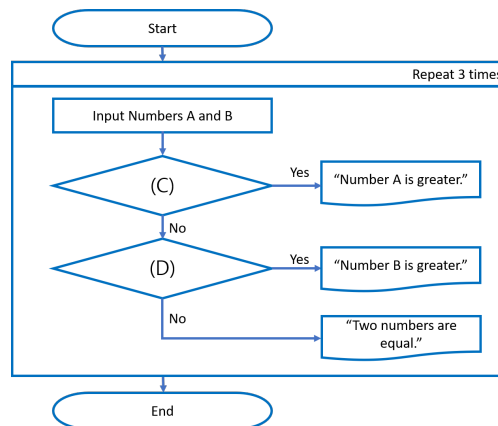 Start
Repeat 3 times
Input Numbers A and B
(C)
Yes
“Number A is greater.”
No
(D)
Yes
“Number B is greater.”
No
“Two numbers are
equal.”
End